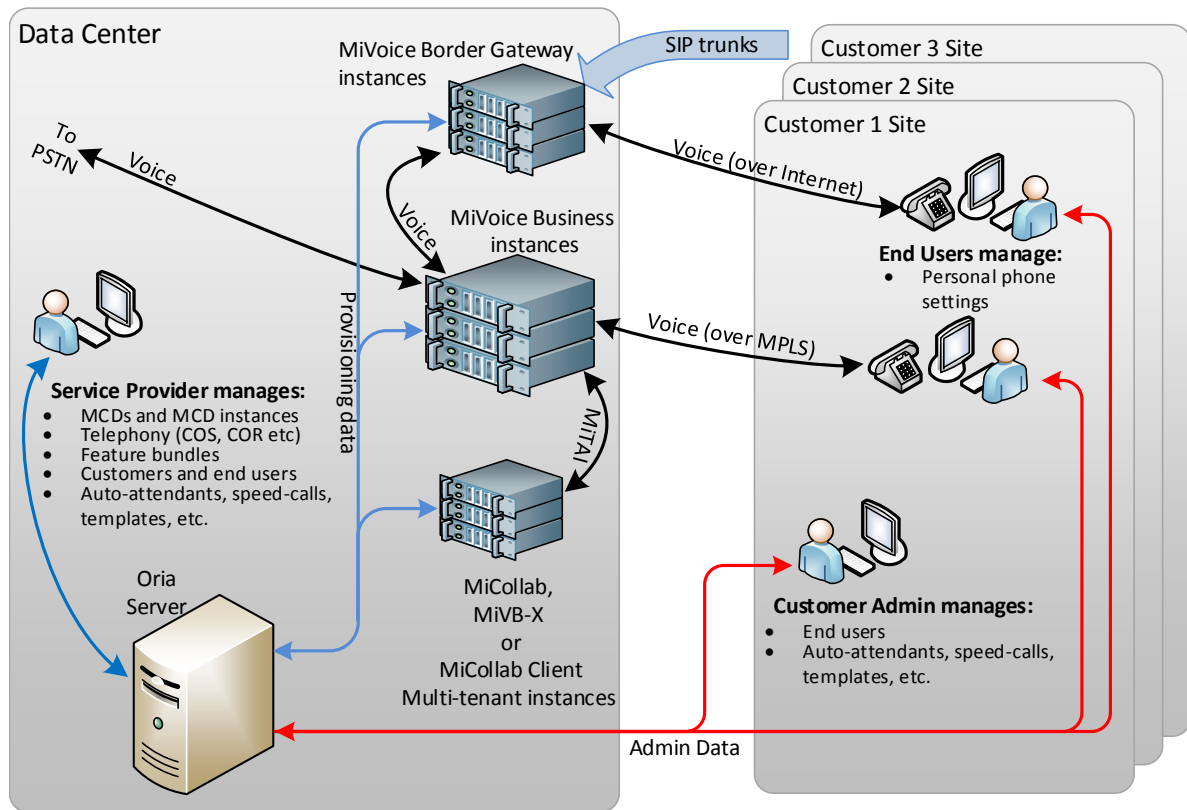 Data Center
MiVoice Border Gateway
instances
SIP trunks
Customer 3 Site
Customer 2 Site
Customer 1 Site
To
PSTN
Voice
Voice
Voice (over Internet)
MiVoice Business
instances
End Users manage:
• Personal phone
settings
Provisioning data
Voice (over MPLS)
Service Provider manages:
• MCDs and MCD instances
• Telephony (COS, COR etc)
• Feature bundles
• Customers and end users
• Auto-attendants, speed-calls,
templates, etc.
MiTAI
Oria
Server
MiCollab,
MiVB-X
or
MiCollab Client
Multi-tenant instances
Customer Admin manages:
• End users
• Auto-attendants, speed-calls,
templates, etc.
Admin Data